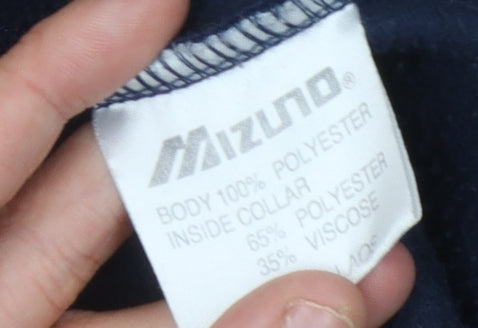 MIZUNO®
BODY 100% POLYESTER
INSIDE COLLAR
65% POLYESTER
35% VISCOSE